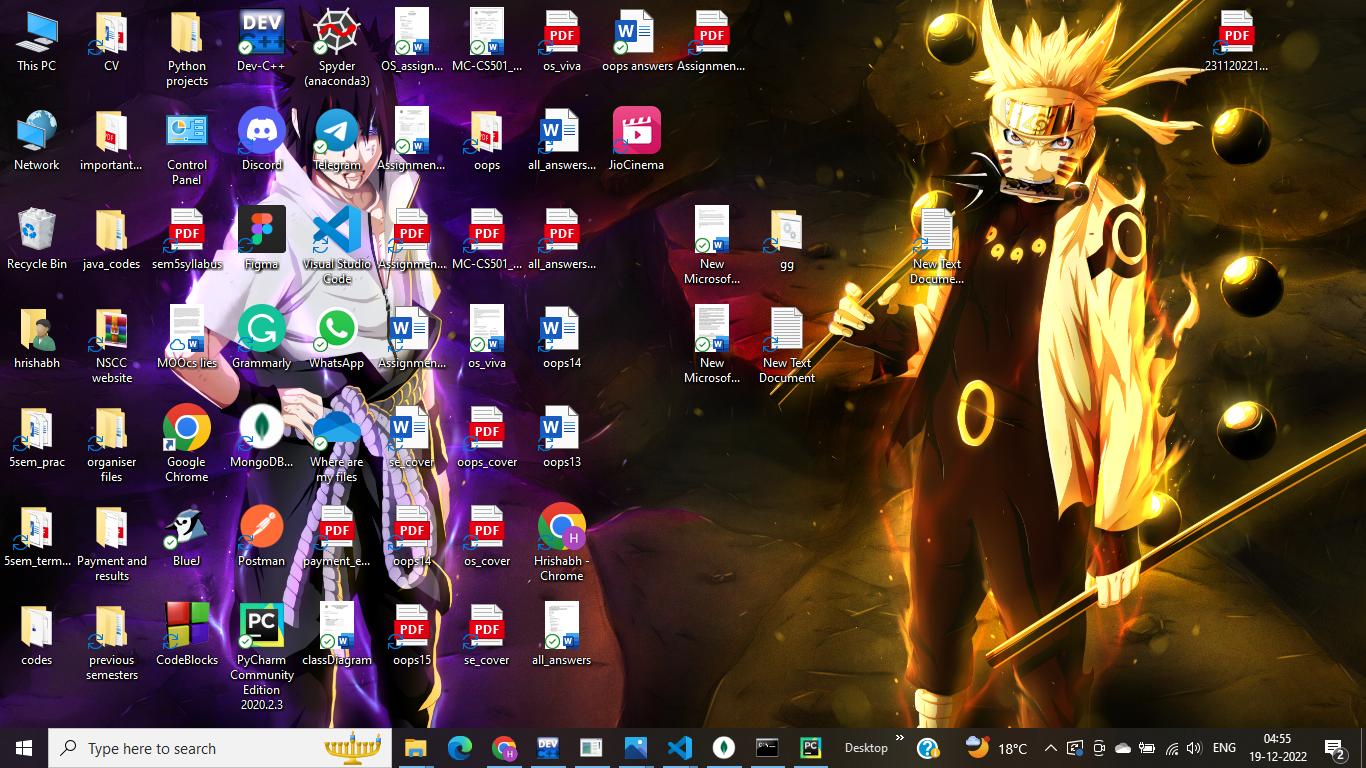 This PC
CV
Python
projects
Dev-C++
Spyder
(anaconda3)
OS_assign...
MC-CS501_...
os_viva
oops answers
Assignmen...
231120221...
Network
important...
Control
Panel
Discord
Telegram
Assignmen...
oops
all_answers...
JioCinema
Recycle Bin
java_codes
sem5syllabus
Figma
Visual Studio
Code
Assignmen...
MC-CS501_...
all_answers...
New
Microsof...
gg
New Text
Docume...
hrishabh
NSCC
website
MOOcs lies
Grammarly
WhatsApp
Assignmen...
os_viva
oops14
New
Microsof...
New Text
Document
5sem_prac
organiser
files
Google
Chrome
MongoDB...
Where are
my files
se_cover
oops_cover
oops13
5sem_term...
Payment and
results
BlueJ
Postman
payment_e...
oops14
os_cover
Hrishabh -
Chrome
codes
previous
semesters
CodeBlocks
PyCharm
Community
Edition
2020.2.3
classDiagram
oops15
se_cover
all_answers
Type here to search
Desktop
18°C
ENG
04:55
19-12-2022
2